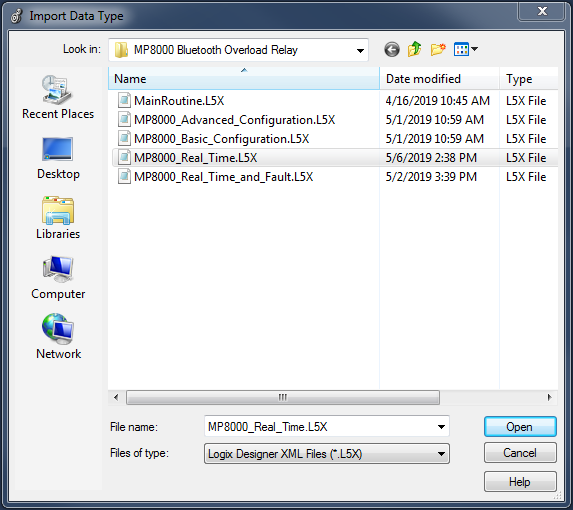 Import Data Type
Look in: MP8000 Bluetooth Overload Relay
Name Date modified Type
MainRoutine.L5X 4/16/2019 10:45 AM L5X File
MP8000_Advanced_Configuration.L5X 5/1/2019 10:59 AM L5X File
MP8000_Basic_Configuration.L5X 5/1/2019 10:59 AM L5X File
MP8000_Real_Time.L5X 5/6/2019 2:38 PM L5X File
MP8000_Real_Time_and_Fault.L5X 5/2/2019 3:39 PM L5X File
Recent Places
Desktop
Libraries
Computer
Network
File name: MP8000_Real_Time.L5X Open
Files of type: Logix Designer XML Files (*.L5X) Cancel
Help